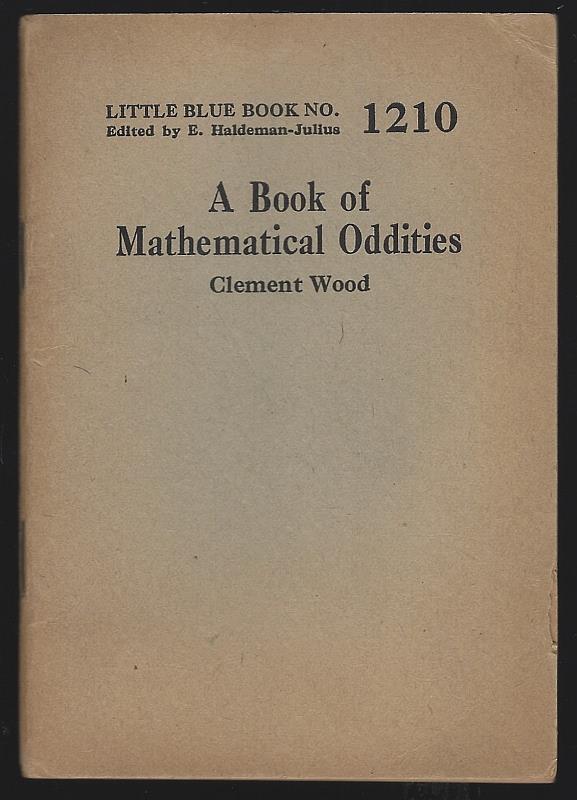 LITTLE BLUE BOOK NO. 1210
Edited by E. Haldeman-Julius
A Book of
Mathematical Oddities
Clement Wood